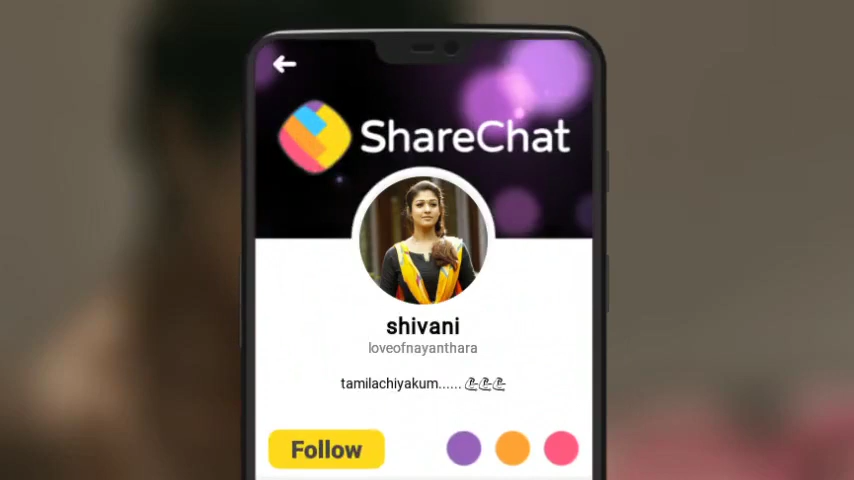 ShareChat
shivani
loveofnayanthara
tamilachiyakum...... 💪💪💪
Follow